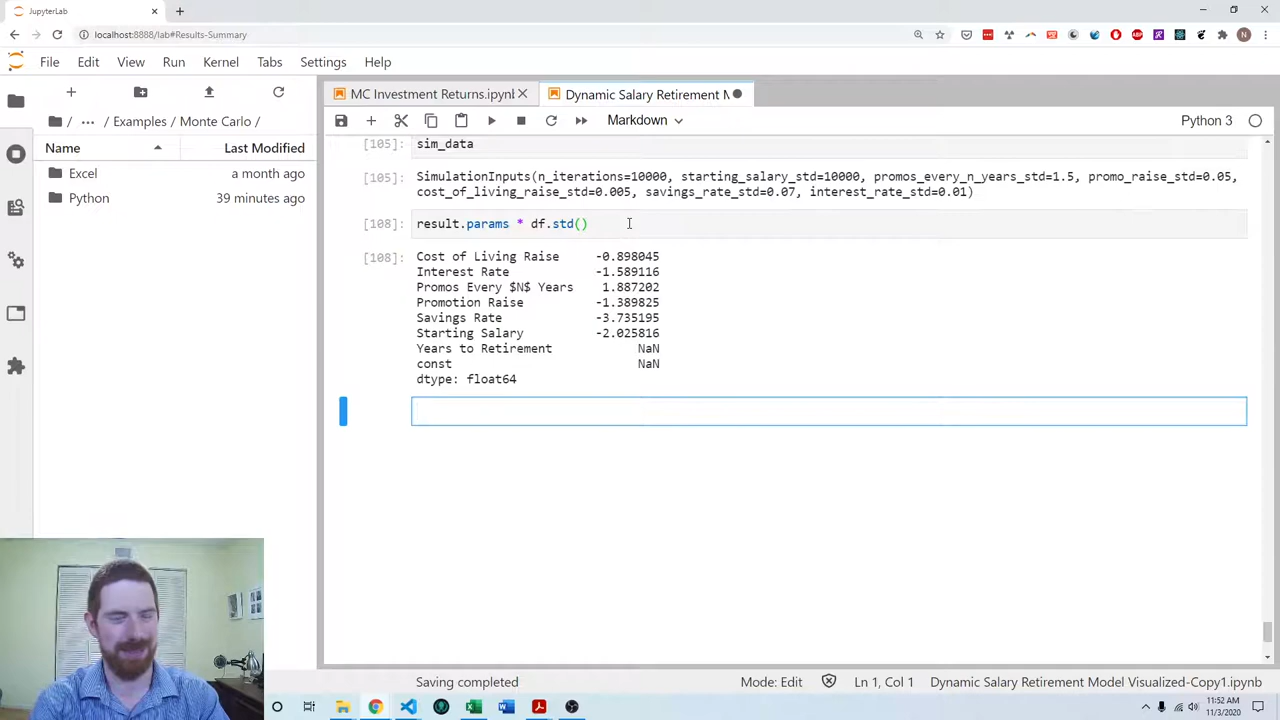 JupyterLab
localhost:8888/lab#Results-Summary
N
File Edit View Run Kernel Tabs Settings Help
MC Investment Returns.ipynb
Dynamic Salary Retirement M
/ ... / Examples / Monte Carlo /
Markdown
Python 3
Name Last Modified
Excel a month ago
Python 39 minutes ago
[105]: sim_data
[105]: SimulationInputs(n_iterations=10000, starting_salary_std=10000, promos_every_n_years_std=1.5, promo_raise_std=0.05,
cost_of_living_raise_std=0.005, savings_rate_std=0.07, interest_rate_std=0.01)
[108]: result.params * df.std()
[108]: Cost of Living Raise -0.898045
Interest Rate -1.589116
Promos Every $N$ Years 1.887202
Promotion Raise -1.389825
Savings Rate -3.735195
Starting Salary -2.025816
Years to Retirement NaN
const NaN
dtype: float64
Saving completed
Mode: Edit
Ln 1, Col 1
Dynamic Salary Retirement Model Visualized-Copy1.ipynb
11:52 AM
11/3/2020